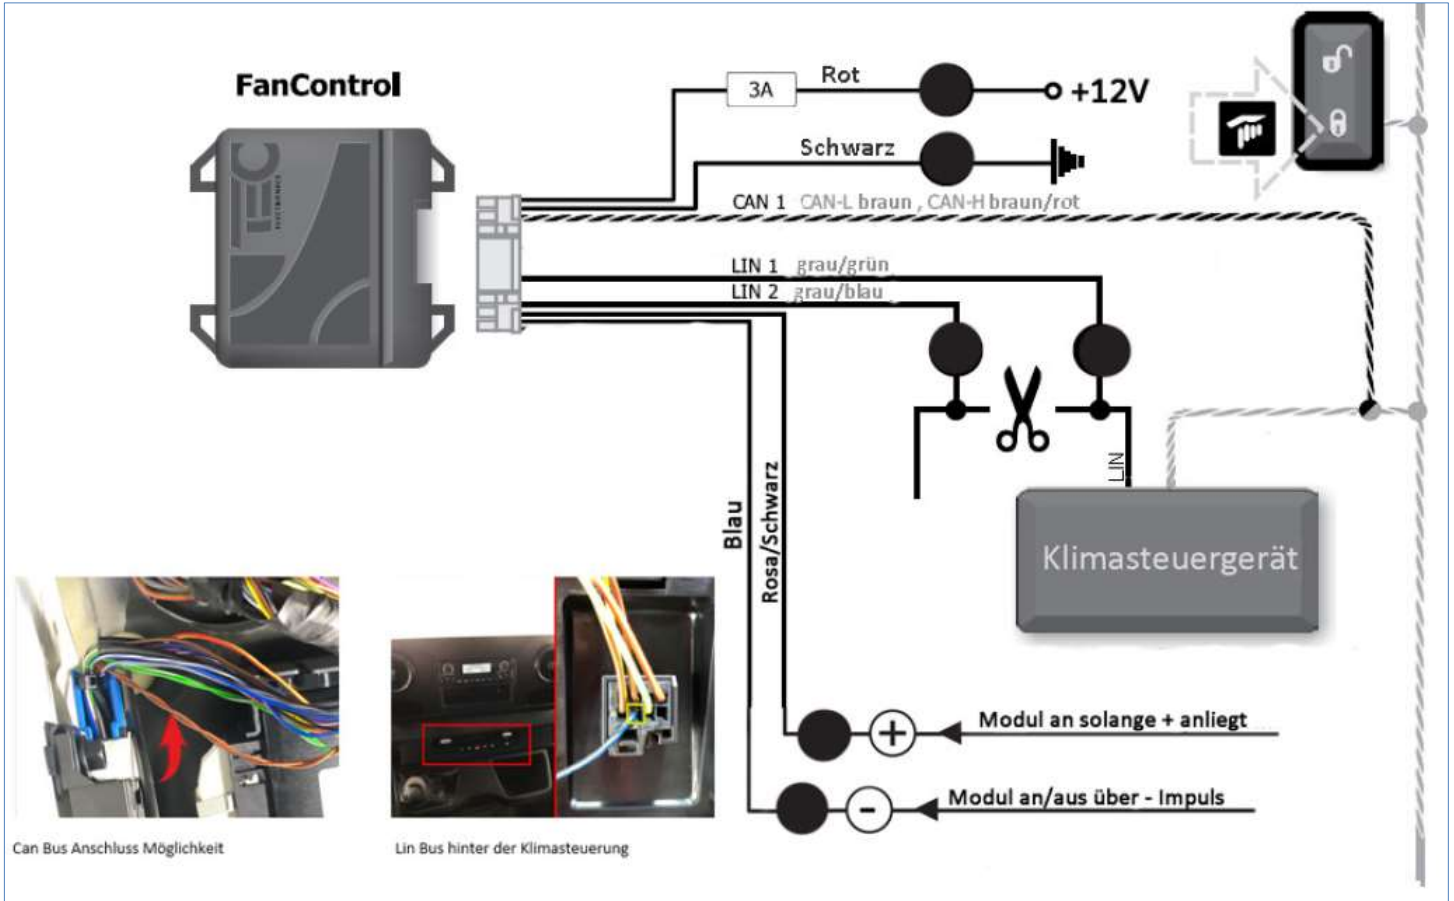 FanControl
3A
Rot
+12V
Schwarz
CAN 1 CAN-L braun , CAN-H braun/rot
LIN 1 grau/grün
LIN 2 grau/blau
LIN
Blau
Rosa/Schwarz
Klimasteuergerät
Modul an solange + anliegt
+
Modul an/aus über - Impuls
-
Can Bus Anschluss Möglichkeit
Lin Bus hinter der Klimasteuerung